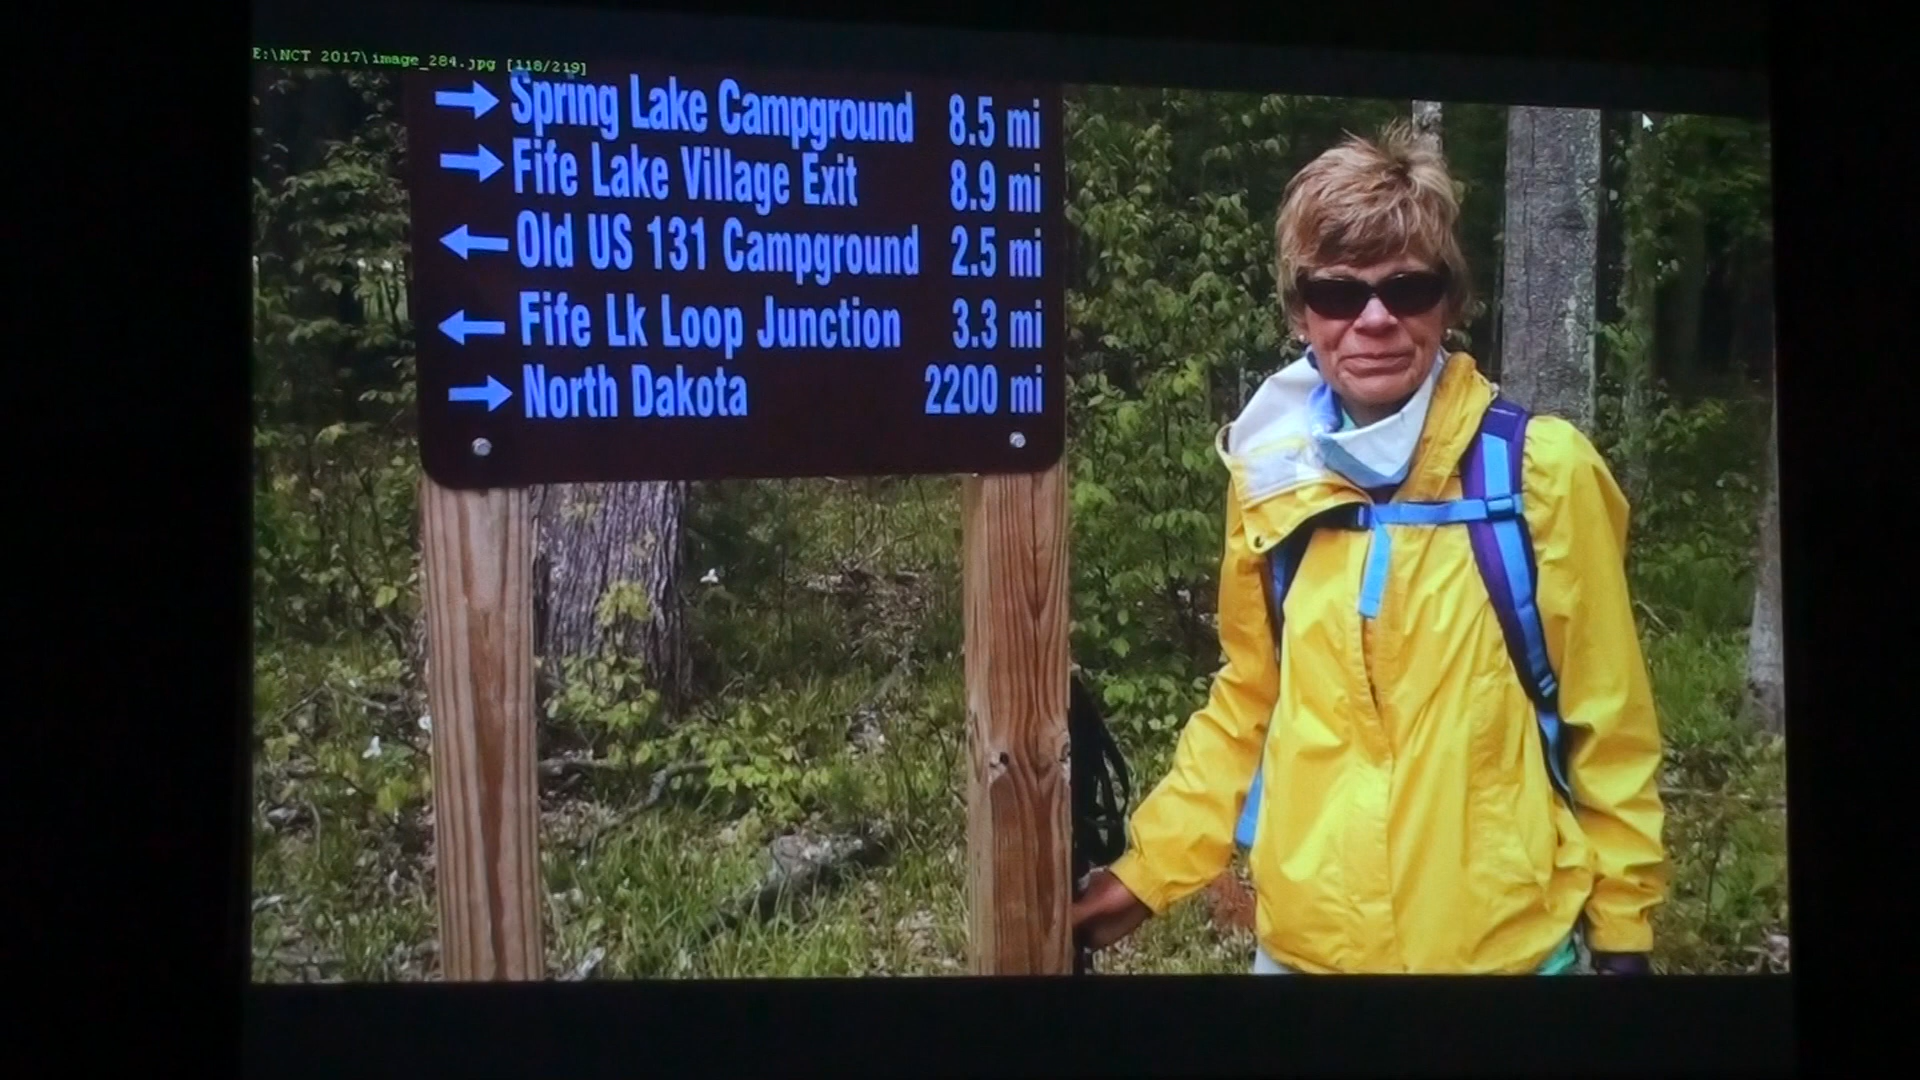 E:\NCT 2017\image_284.jpg [118/219]
→ Spring Lake Campground 8.5 mi
→ Fife Lake Village Exit 8.9 mi
← Old US 131 Campground 2.5 mi
← Fife Lk Loop Junction 3.3 mi
→ North Dakota 2200 mi